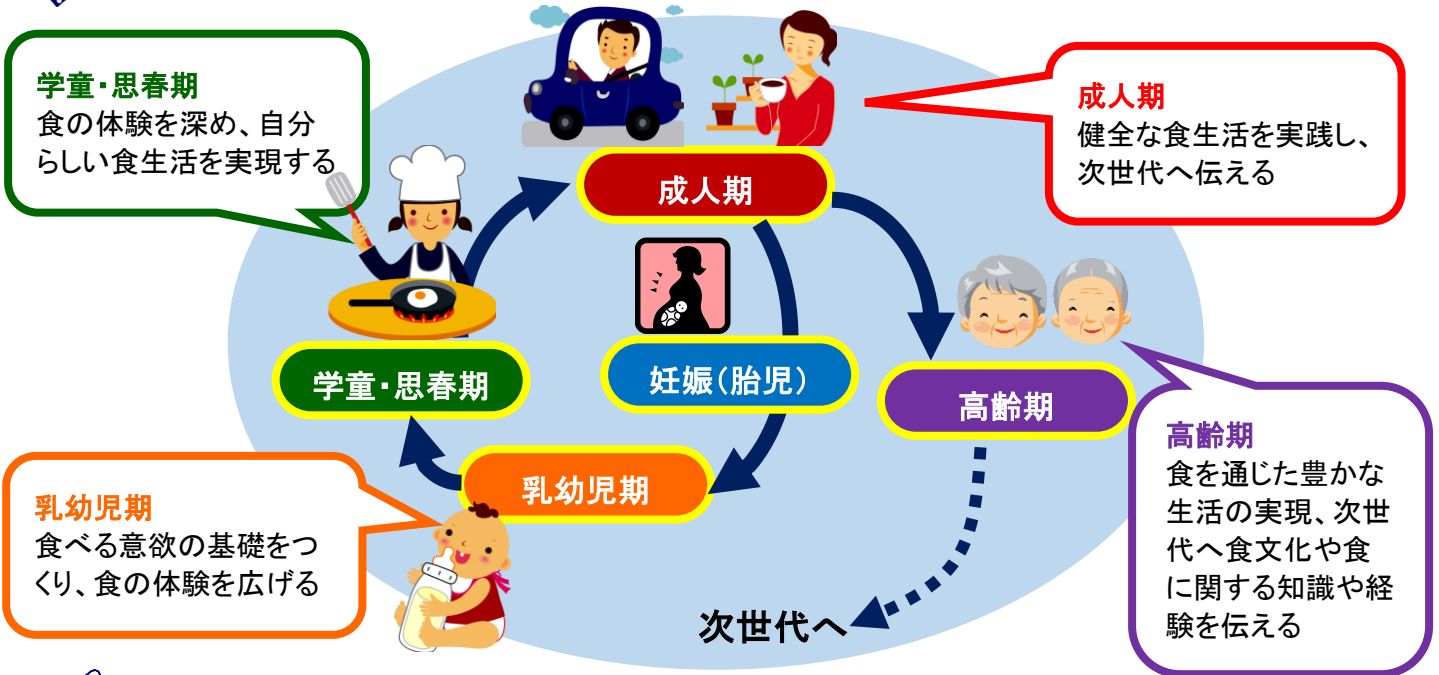 学童・思春期
食の体験を深め、自分
らしい食生活を実現する
成人期
健全な食生活を実践し、
次世代へ伝える
成人期
学童・思春期
妊娠(胎児)
高齢期
乳幼児期
乳幼児期
食べる意欲の基礎をつ
くり、食の体験を広げる
高齢期
食を通じた豊かな
生活の実現、次世
代へ食文化や食
に関する知識や経
験を伝える
次世代へ